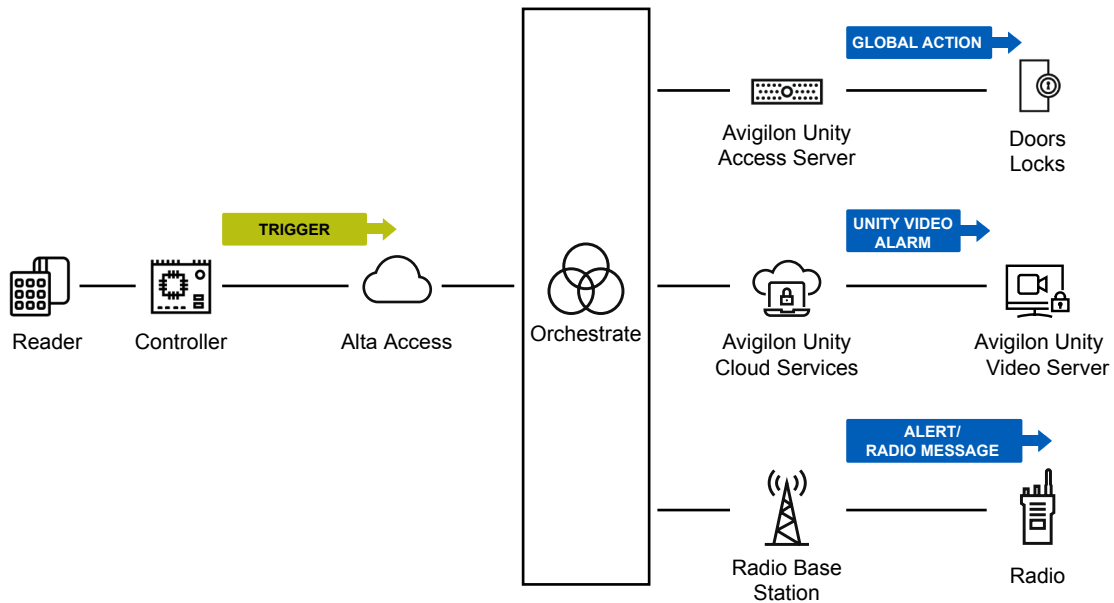 GLOBAL ACTION
Avigilon Unity
Access Server
Doors
Locks
TRIGGER
UNITY VIDEO
ALARM
Reader
Controller
Alta Access
Orchestrate
Avigilon Unity
Cloud Services
Avigilon Unity
Video Server
ALERT/
RADIO MESSAGE
Radio Base
Station
Radio